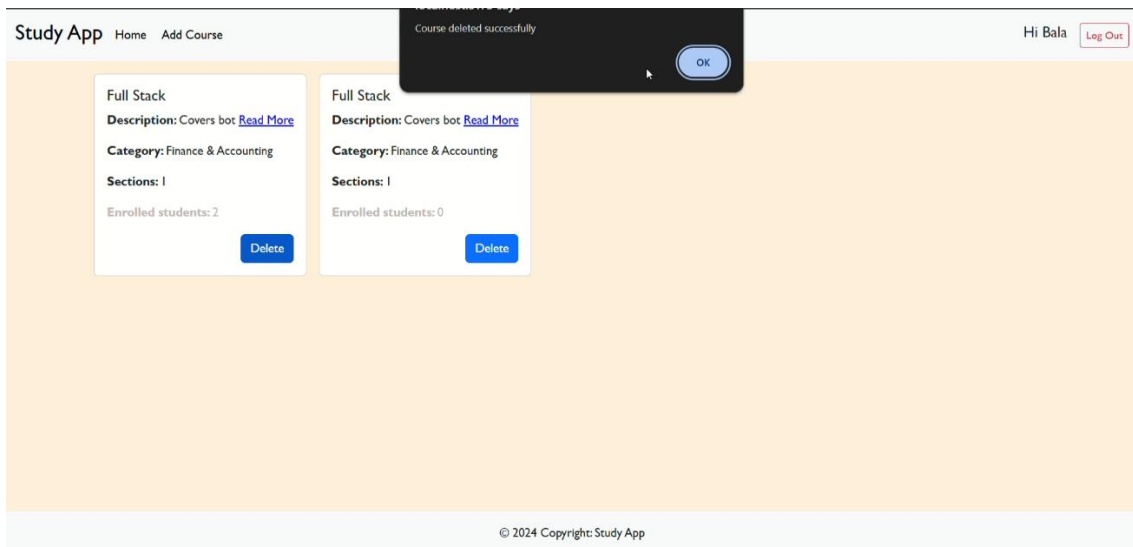 Course deleted successfully
OK
Study App Home Add Course
Hi Bala Log Out
Full Stack
Description: Covers bot Read More
Category: Finance & Accounting
Sections: 1
Enrolled students: 2
Delete
Full Stack
Description: Covers bot Read More
Category: Finance & Accounting
Sections: 1
Enrolled students: 0
Delete
© 2024 Copyright: Study App